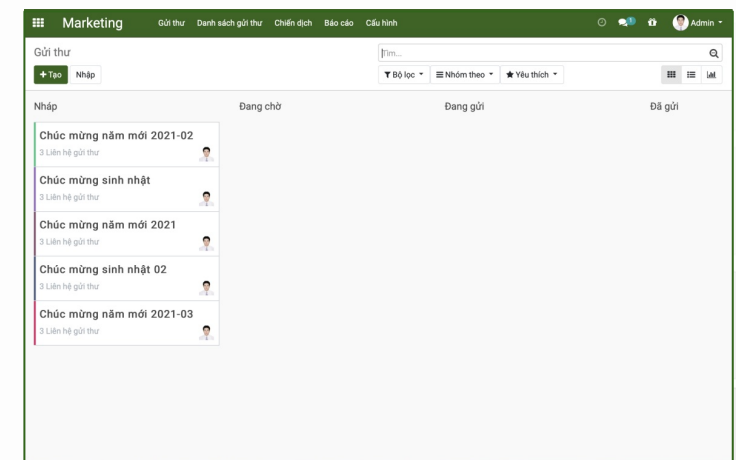 Marketing Gửi thư Danh sách gửi thư Chiến dịch Báo cáo Cấu hình 1 Admin
Gửi thư
Tìm...
+ Tạo Nhập
Bộ lọc Nhóm theo Yêu thích
Nháp Đang chờ Đang gửi Đã gửi
Chúc mừng năm mới 2021-02
3 Liên hệ gửi thư
Chúc mừng sinh nhật
3 Liên hệ gửi thư
Chúc mừng năm mới 2021
3 Liên hệ gửi thư
Chúc mừng sinh nhật 02
3 Liên hệ gửi thư
Chúc mừng năm mới 2021-03
3 Liên hệ gửi thư